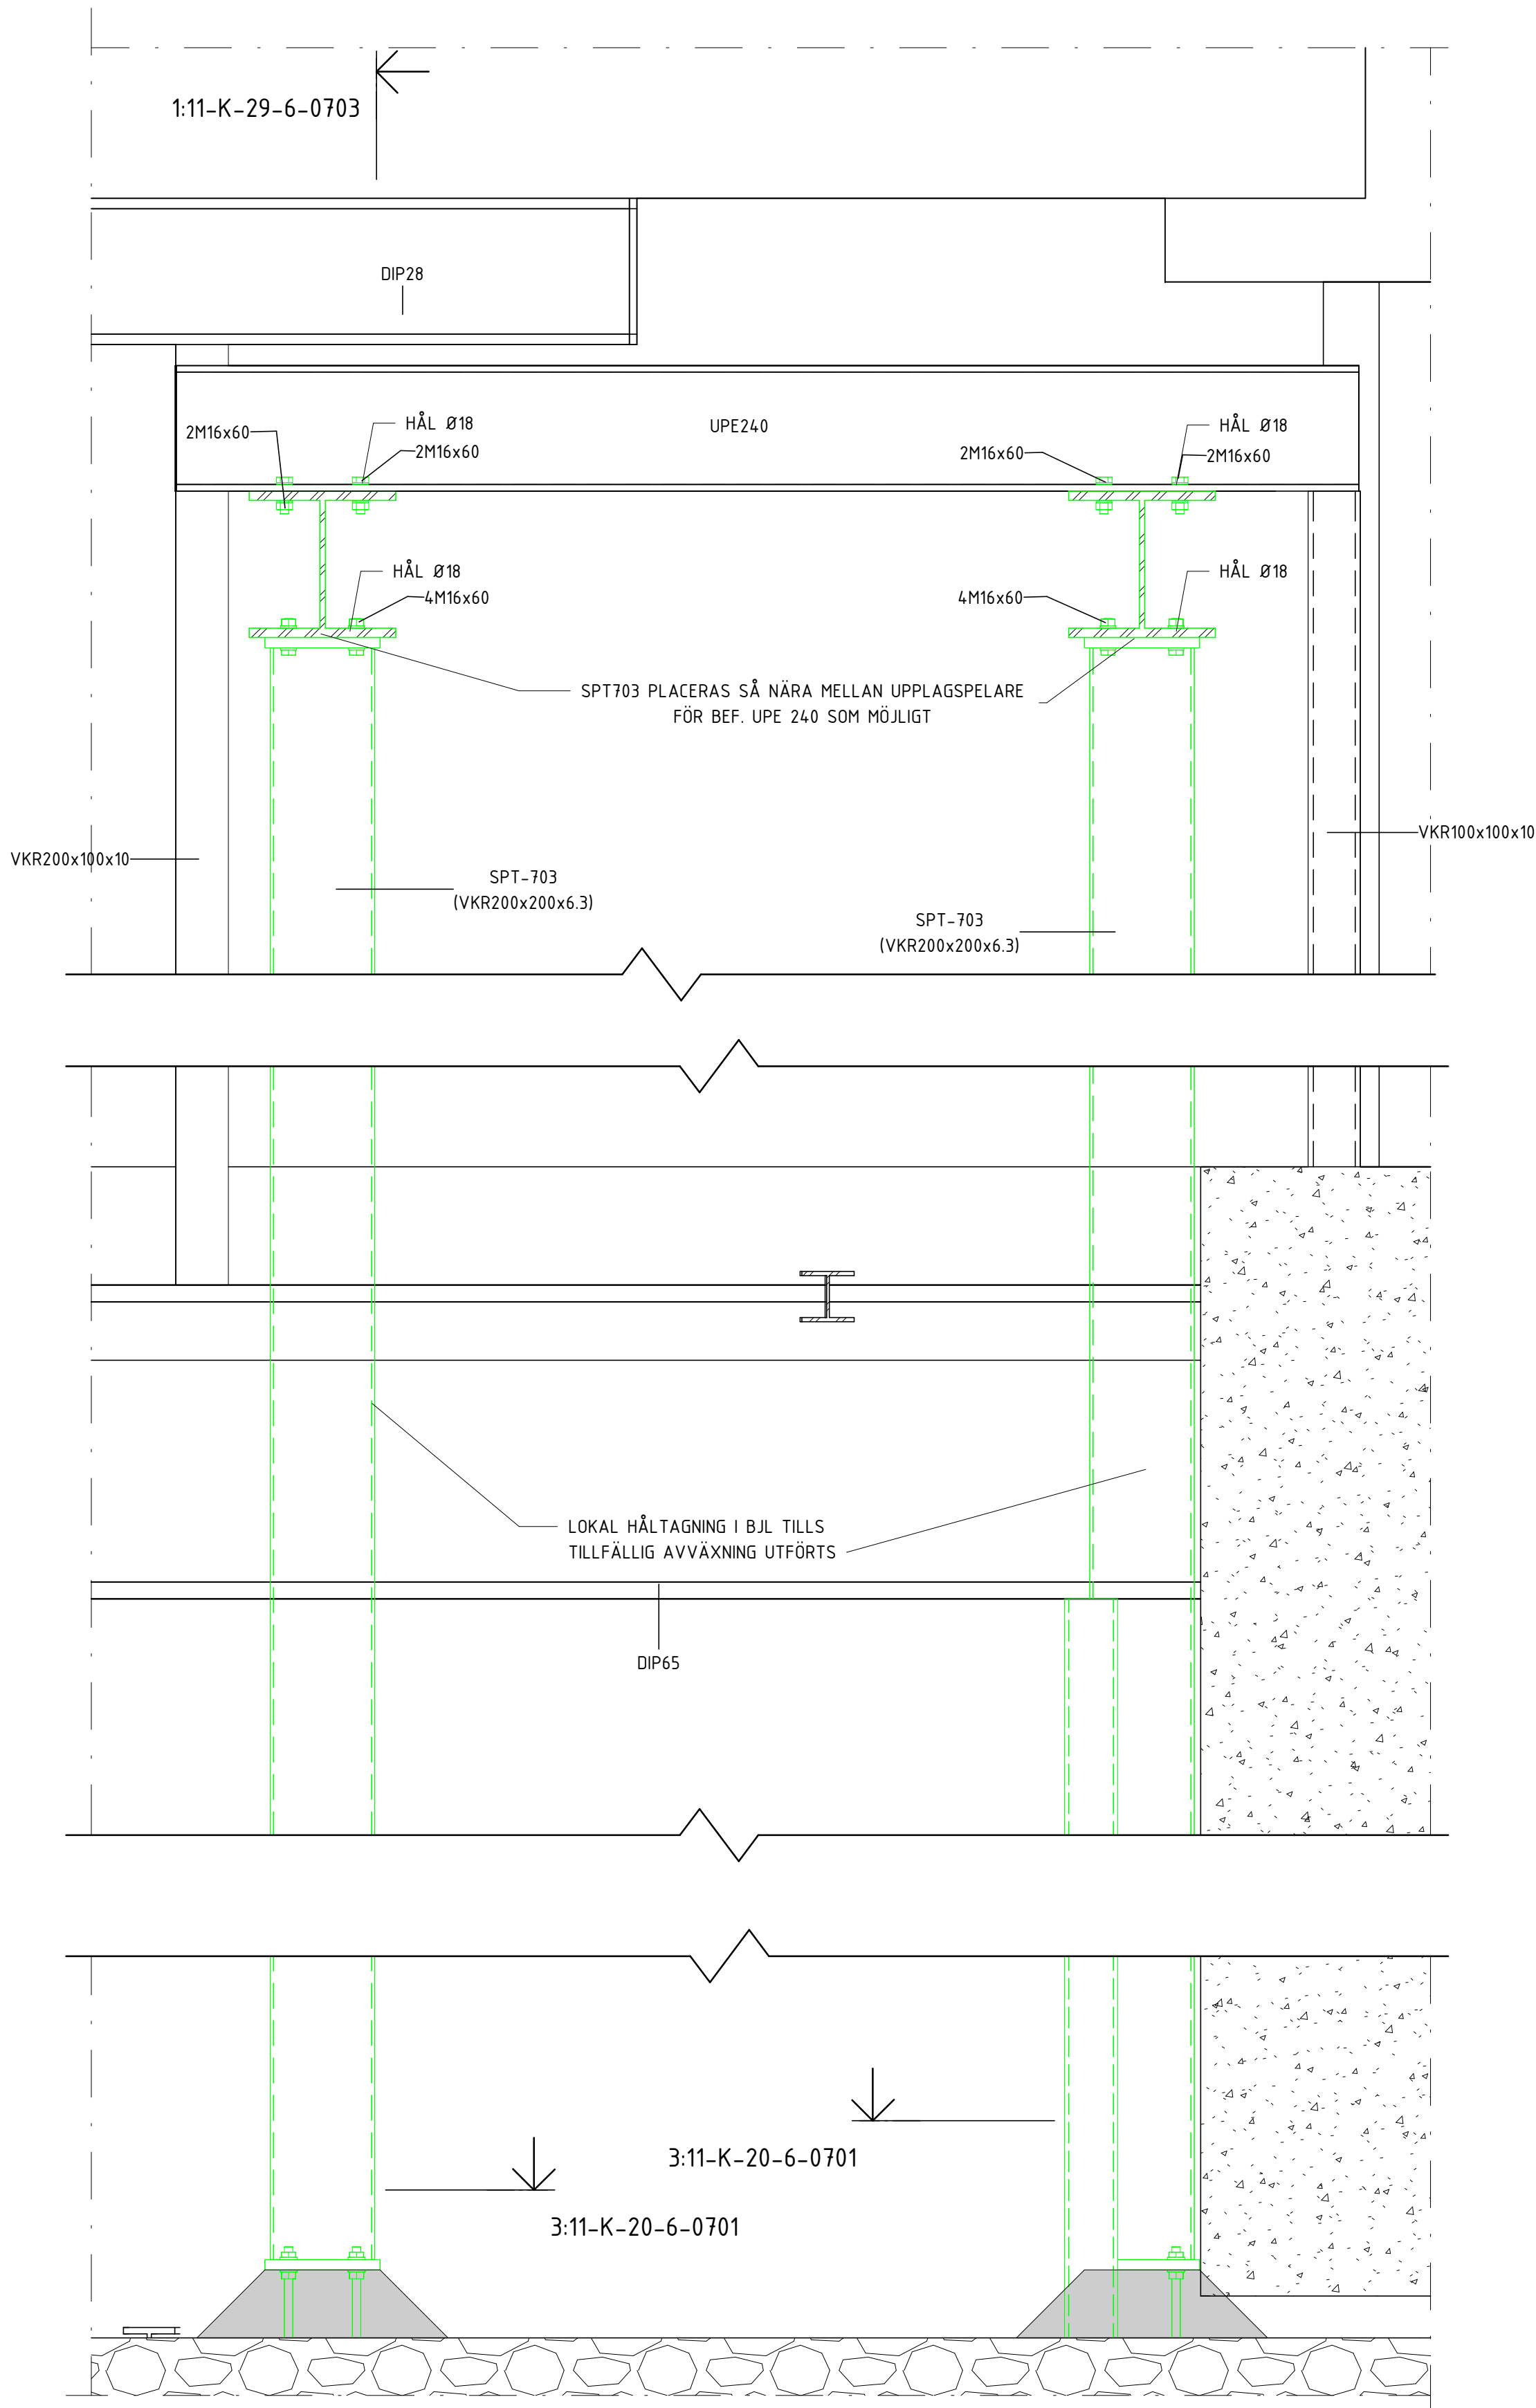 1:11-K-29-6-0703
DIP28
2M16x60
HÅL Ø18
2M16x60
UPE240
2M16x60
HÅL Ø18
2M16x60
HÅL Ø18
4M16x60
4M16x60
HÅL Ø18
SPT703 PLACERAS SÅ NÄRA MELLAN UPPLAGSPELARE
FÖR BEF. UPE 240 SOM MÖJLIGT
VKR200x100x10
VKR100x100x10
SPT-703
(VKR200x200x6.3)
SPT-703
(VKR200x200x6.3)
LOKAL HÅLTAGNING I BJL TILLS
TILLFÄLLIG AVVÄXNING UTFÖRTS
DIP65
3:11-K-20-6-0701
3:11-K-20-6-0701